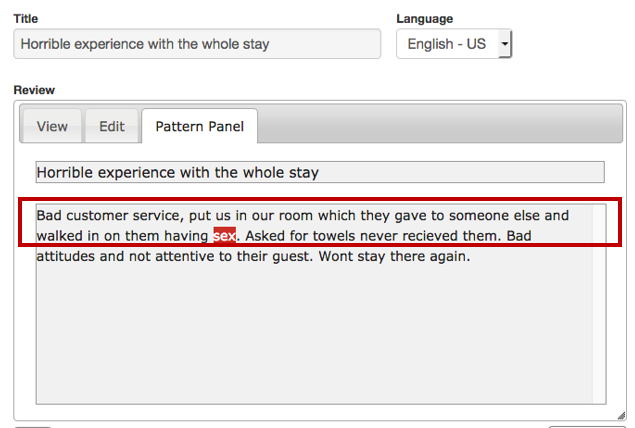 Title
Language
Horrible experience with the whole stay
English - US
Review
View
Edit
Pattern Panel
Horrible experience with the whole stay
Bad customer service, put us in our room which they gave to someone else and
walked in on them having sex. Asked for towels never recieved them. Bad
attitudes and not attentive to their guest. Wont stay there again.